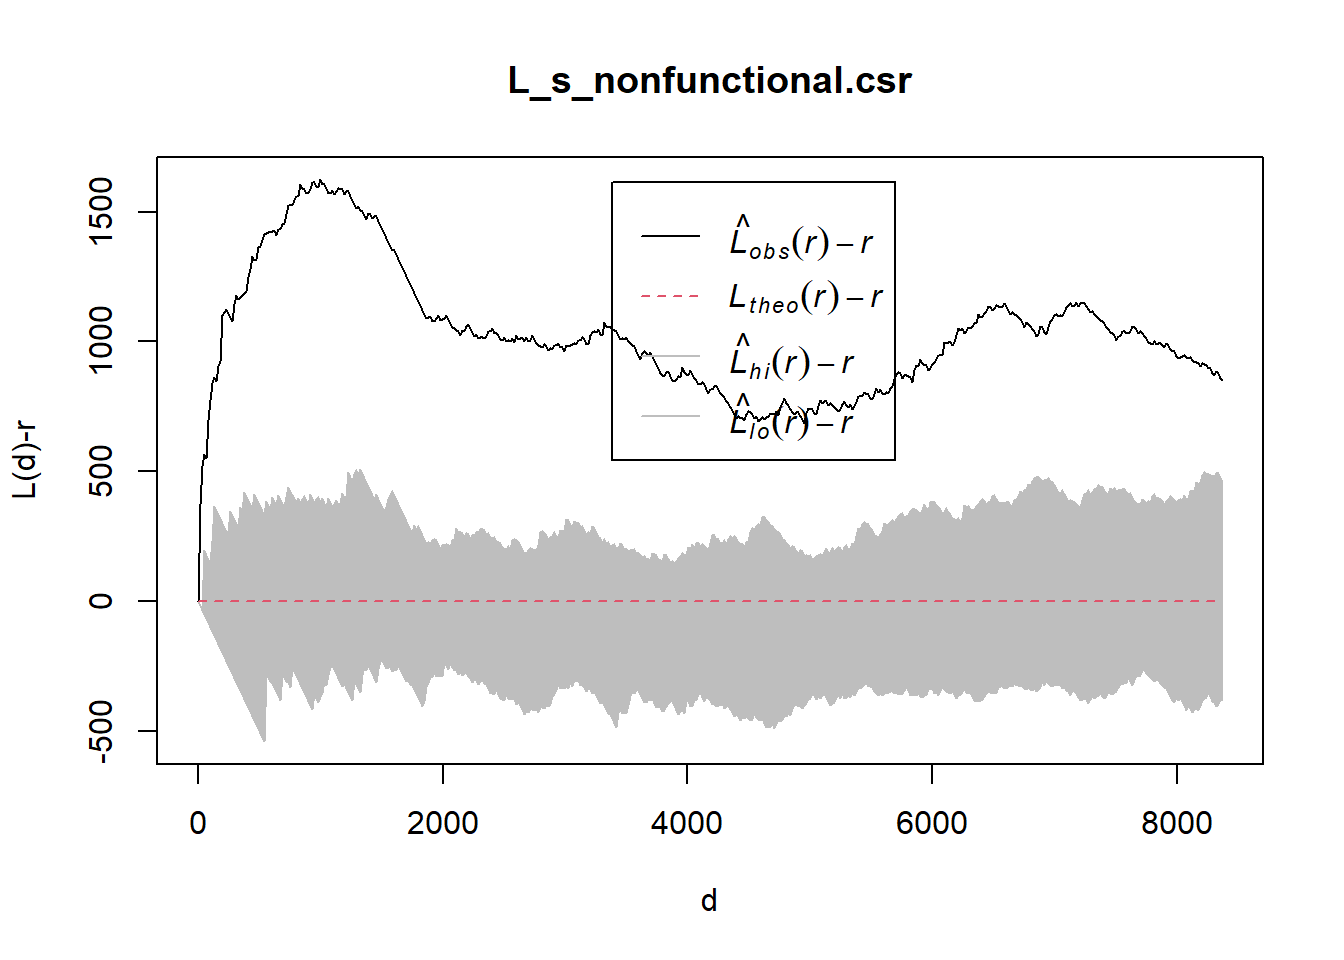 L_s_nonfunctional.csr
L̂obs(r) − r
Ltheo(r) − r
L̂hi(r) − r
L̂lo(r) − r
L(d)-r
1500
1000
500
0
-500
0 2000 4000 6000 8000
d